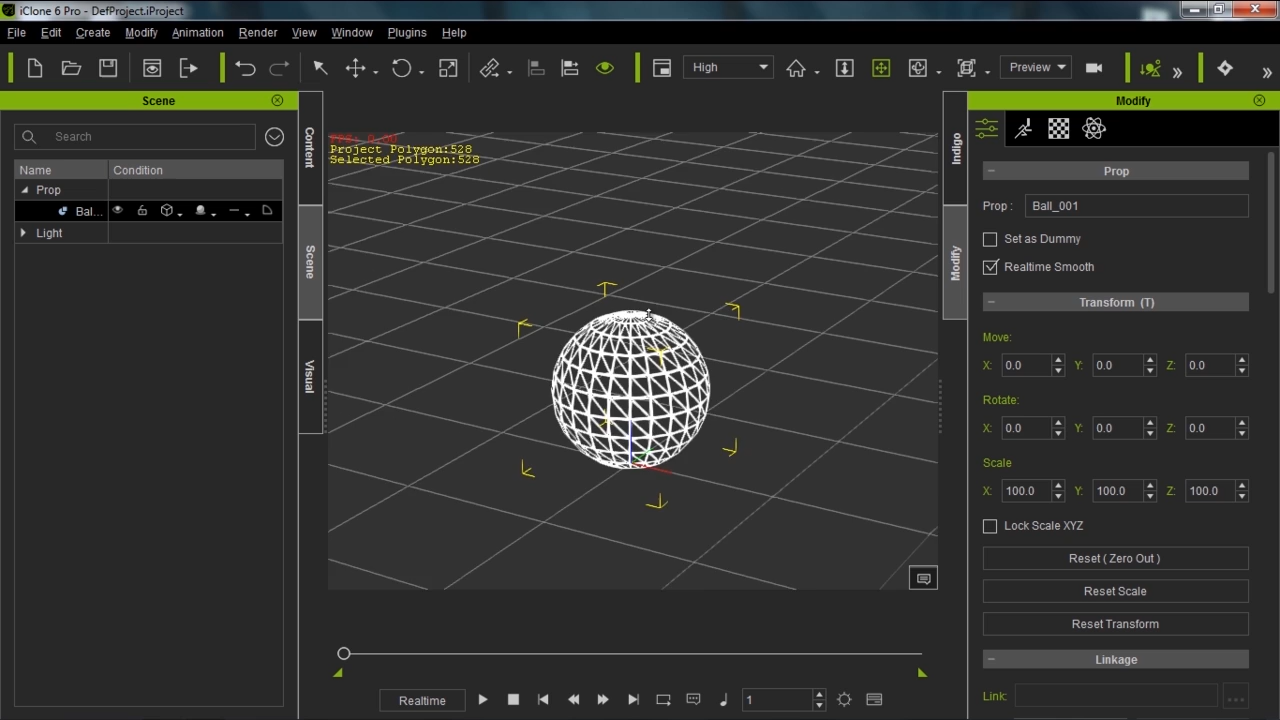 iClone 6 Pro - DefProject.iProject
File Edit Create Modify Animation Render View Window Plugins Help
High
Preview
Scene
Modify
Search
Content
Scene
Visual
Name Condition
Prop
Bal...
Light
Project Polygon:528
Selected Polygon:528
Indigo
Modify
Prop
Prop : Ball_001
Set as Dummy
Realtime Smooth
Transform (T)
Move:
X: 0.0 Y: 0.0 Z: 0.0
Rotate:
X: 0.0 Y: 0.0 Z: 0.0
Scale
X: 100.0 Y: 100.0 Z: 100.0
Lock Scale XYZ
Reset ( Zero Out )
Reset Scale
Reset Transform
Linkage
Link: ...
Realtime
1